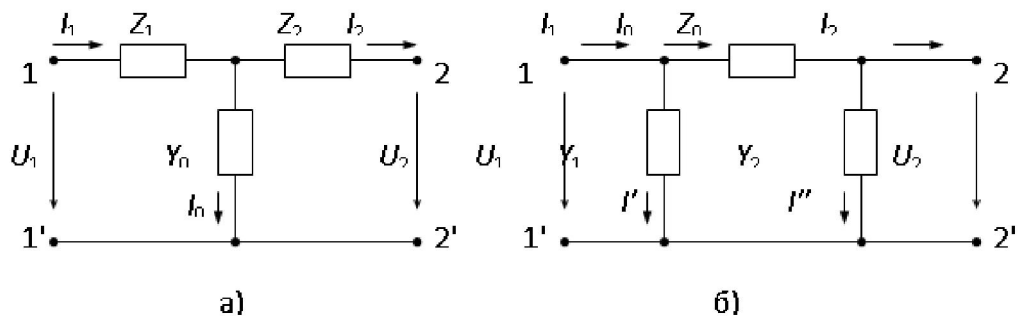 I₁ Z₁ Z₂ I₂ I₁ I₀ Z₀ I₂
1 2 1 2
U₁ Y₀ U₂ U₁ Y₁ Y₂ U₂
I₀ I' I''
1' 2' 1' 2'
а) б)